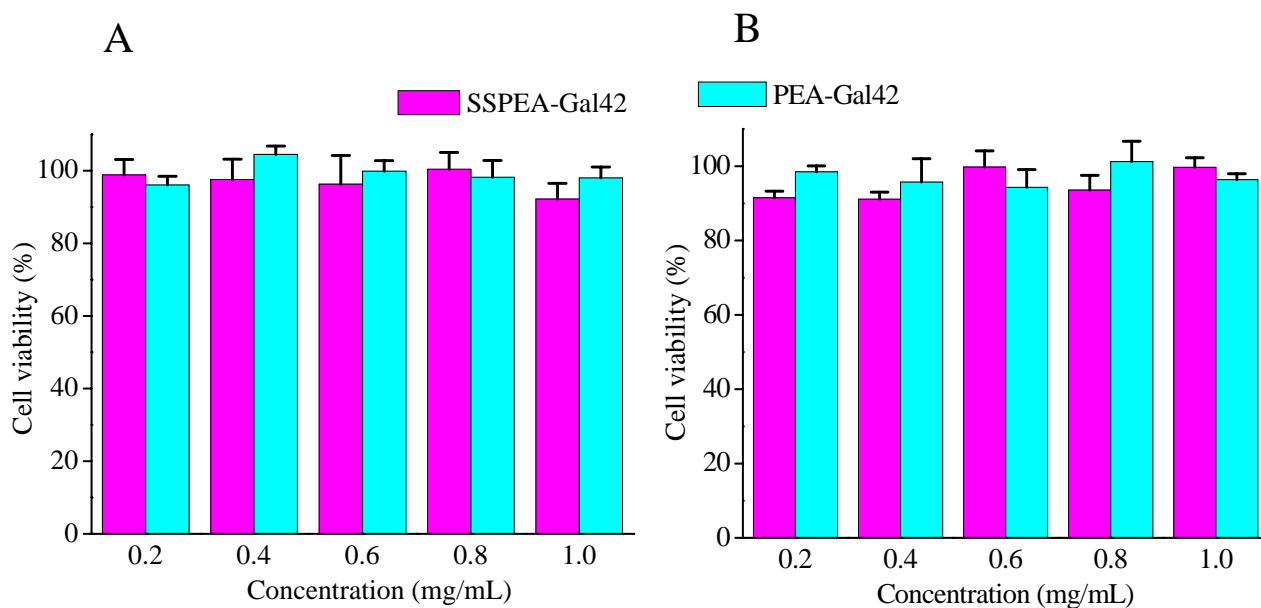 A
B
SSPEA-Gal42
PEA-Gal42
100
80
60
40
20
0
Cell viability (%)
0.2 0.4 0.6 0.8 1.0
Concentration (mg/mL)
100
80
60
40
20
0
Cell viability (%)
0.2 0.4 0.6 0.8 1.0
Concentration (mg/mL)